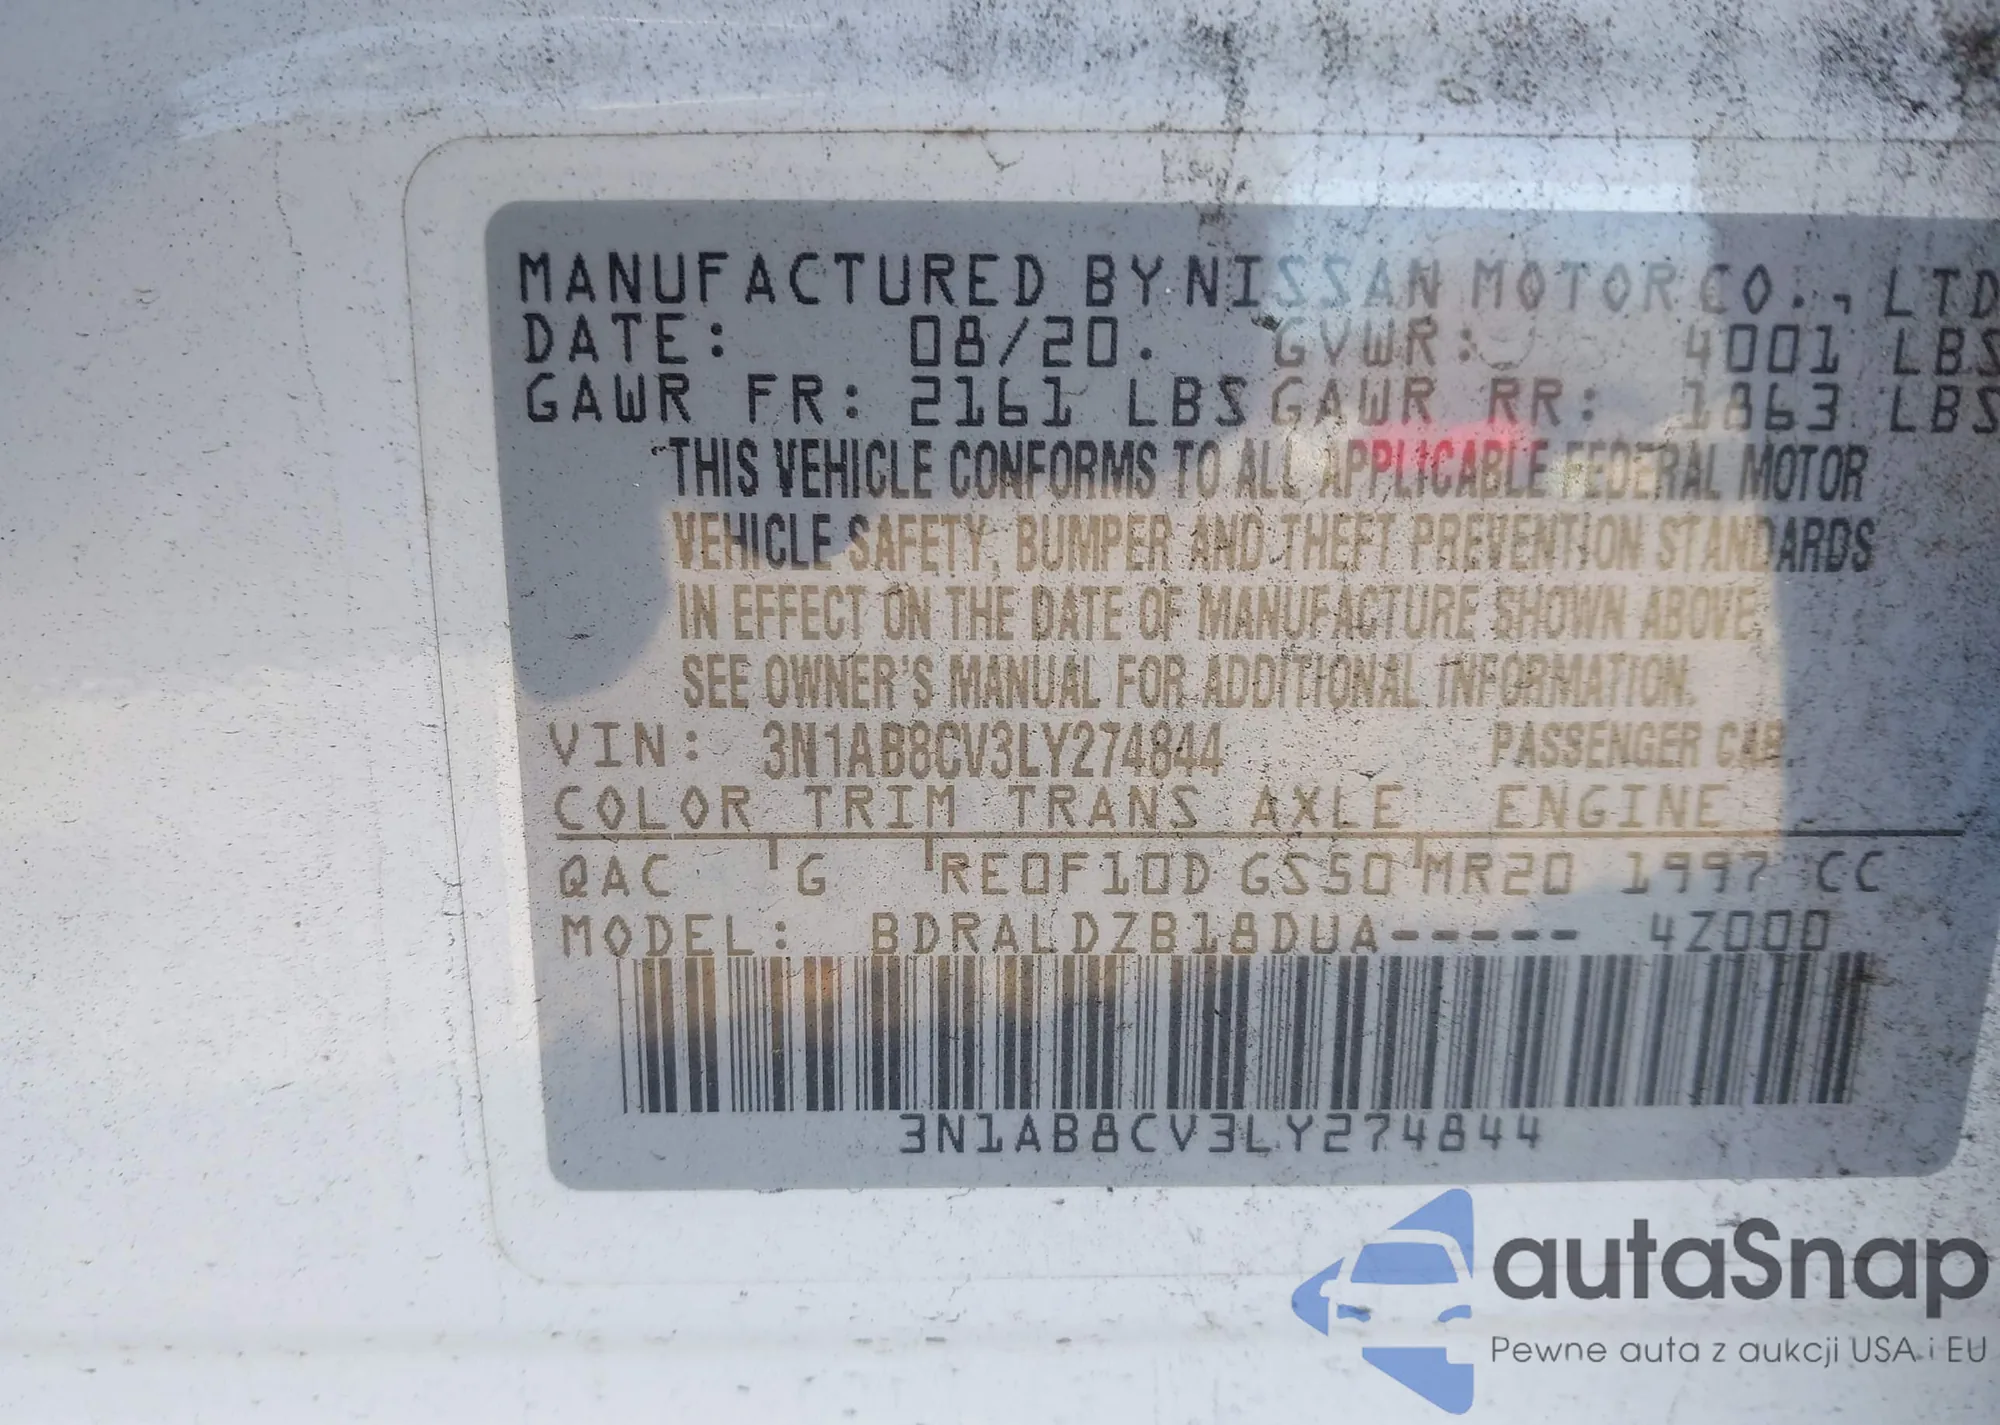 MANUFACTURED BY NISSAN MOTOR CO., LTD
DATE: 08/20. GVWR: 4001 LBS
GAWR FR: 2161 LBS GAWR RR: 1863 LBS
THIS VEHICLE CONFORMS TO ALL APPLICABLE FEDERAL MOTOR
VEHICLE SAFETY, BUMPER AND THEFT PREVENTION STANDARDS
IN EFFECT ON THE DATE OF MANUFACTURE SHOWN ABOVE.
SEE OWNER'S MANUAL FOR ADDITIONAL INFORMATION.
VIN: 3N1AB8CV3LY274844 PASSENGER CAR.
COLOR TRIM TRANS AXLE ENGINE
QAC G RE0F10D GS50 MR20 1997 CC
MODEL: BDRALDZB18DUA----- 4Z000
3N1AB8CV3LY274844
autaSnap
Pewne auta z aukcji USA i EU